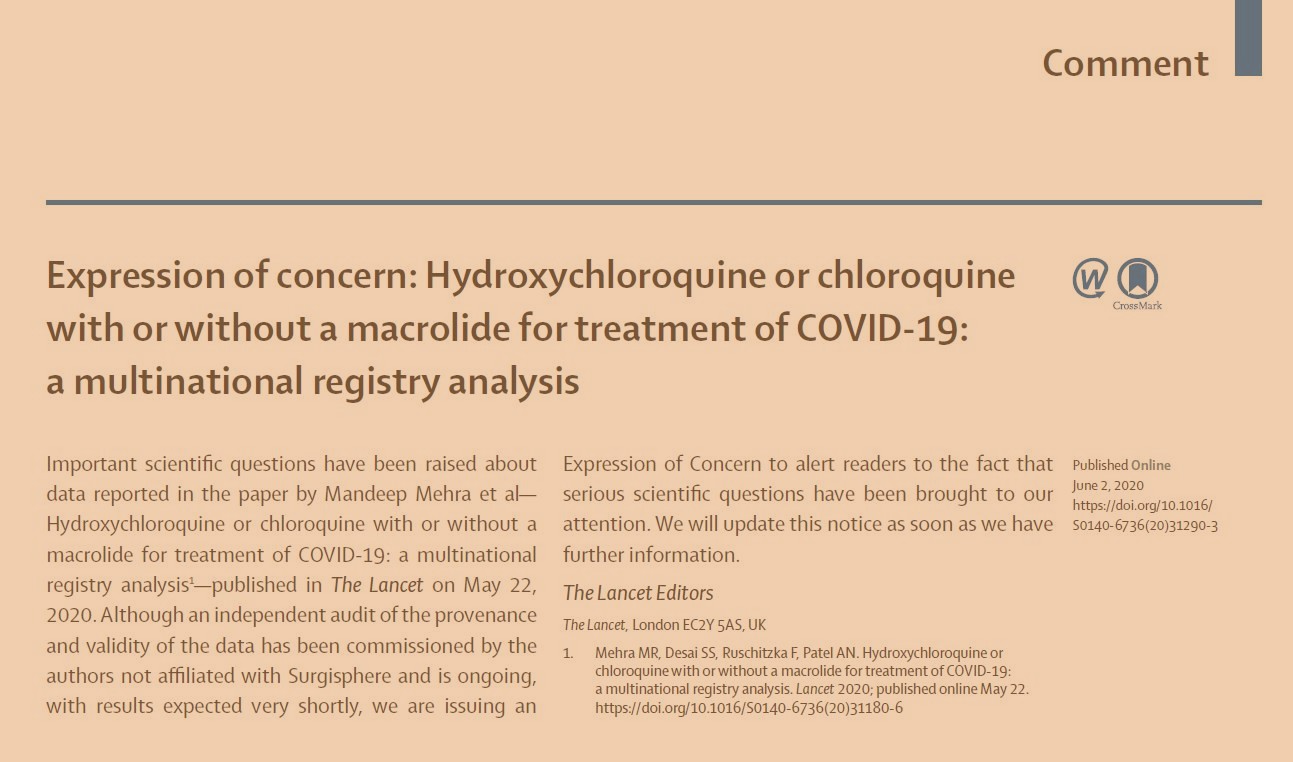 Comment
Expression of concern: Hydroxychloroquine or chloroquine
with or without a macrolide for treatment of COVID-19:
a multinational registry analysis
W
CrossMark
Important scientific questions have been raised about
data reported in the paper by Mandeep Mehra et al—
Hydroxychloroquine or chloroquine with or without a
macrolide for treatment of COVID-19: a multinational
registry analysis¹—published in The Lancet on May 22,
2020. Although an independent audit of the provenance
and validity of the data has been commissioned by the
authors not affiliated with Surgisphere and is ongoing,
with results expected very shortly, we are issuing an
Expression of Concern to alert readers to the fact that
serious scientific questions have been brought to our
attention. We will update this notice as soon as we have
further information.
The Lancet Editors
The Lancet, London EC2Y 5AS, UK
1. Mehra MR, Desai SS, Ruschitzka F, Patel AN. Hydroxychloroquine or
chloroquine with or without a macrolide for treatment of COVID-19:
a multinational registry analysis. Lancet 2020; published online May 22.
https://doi.org/10.1016/S0140-6736(20)31180-6
Published Online
June 2, 2020
https://doi.org/10.1016/
S0140-6736(20)31290-3